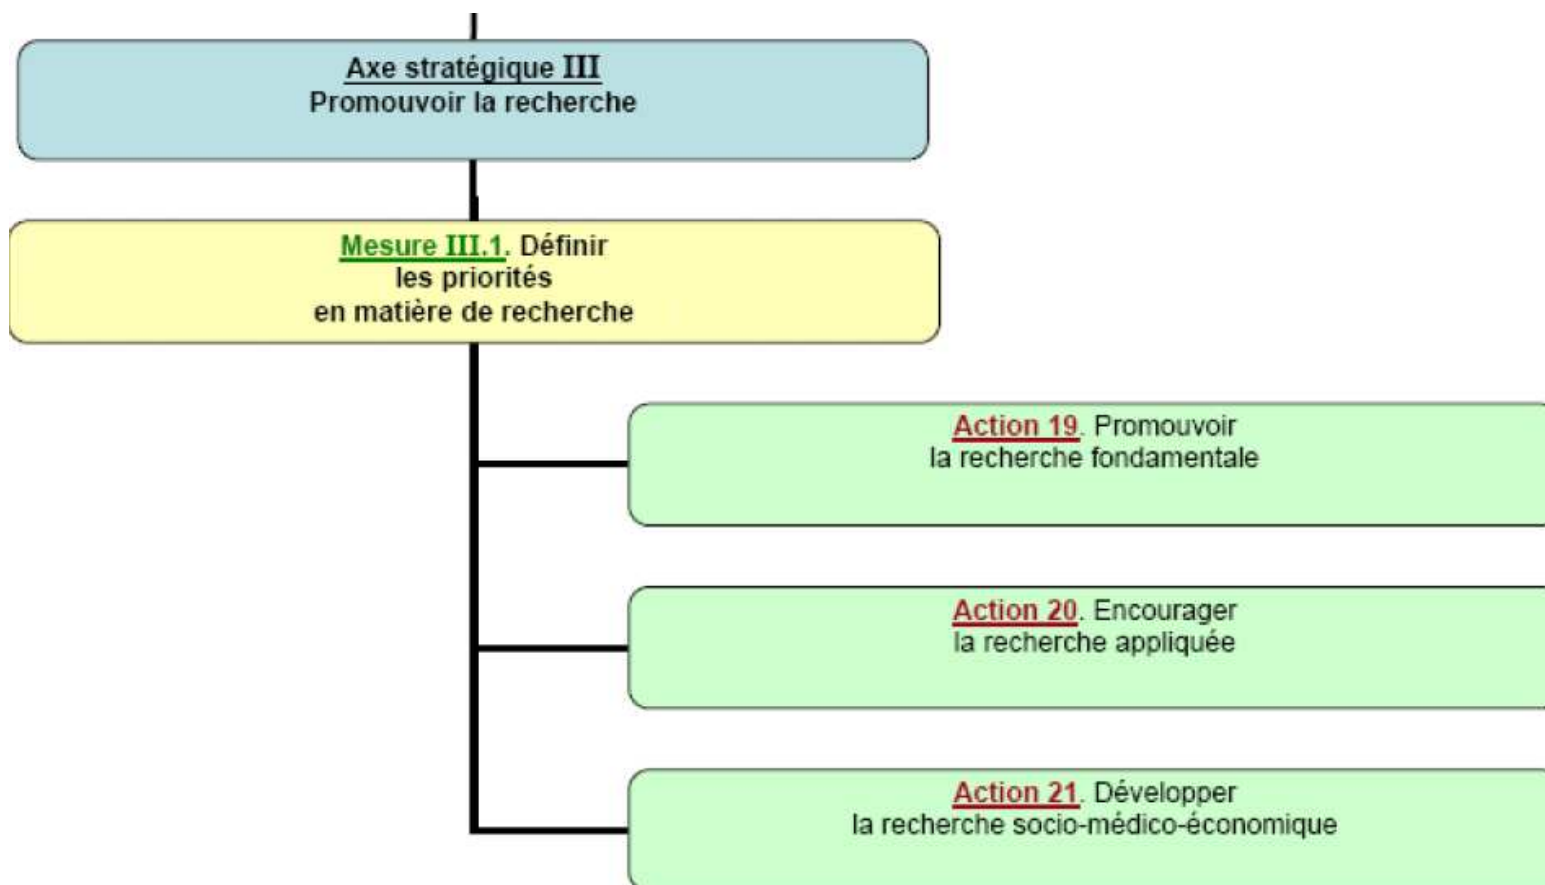 Axe stratégique III
Promouvoir la recherche
Mesure III.1. Définir
les priorités
en matière de recherche
Action 19. Promouvoir
la recherche fondamentale
Action 20. Encourager
la recherche appliquée
Action 21. Développer
la recherche socio-médico-économique